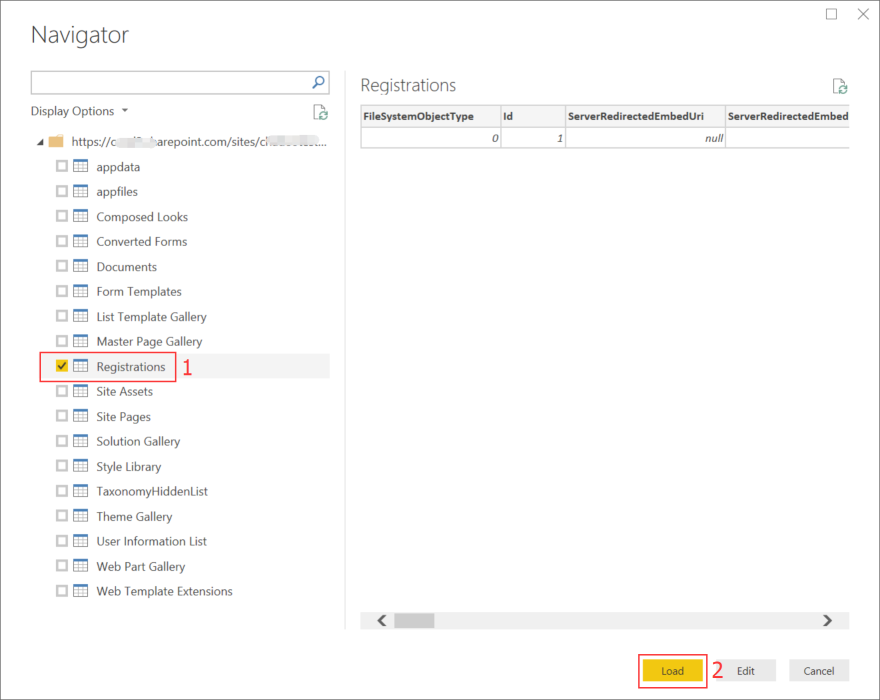 Navigator
Display Options
https://c sharepoint.com/sites/ch
appdata
appfiles
Composed Looks
Converted Forms
Documents
Form Templates
List Template Gallery
Master Page Gallery
Registrations 1
Site Assets
Site Pages
Solution Gallery
Style Library
TaxonomyHiddenList
Theme Gallery
User Information List
Web Part Gallery
Web Template Extensions
Registrations
FileSystemObjectType Id ServerRedirectedEmbedUri ServerRedirectedEmbed
0 1 null
Load 2 Edit Cancel